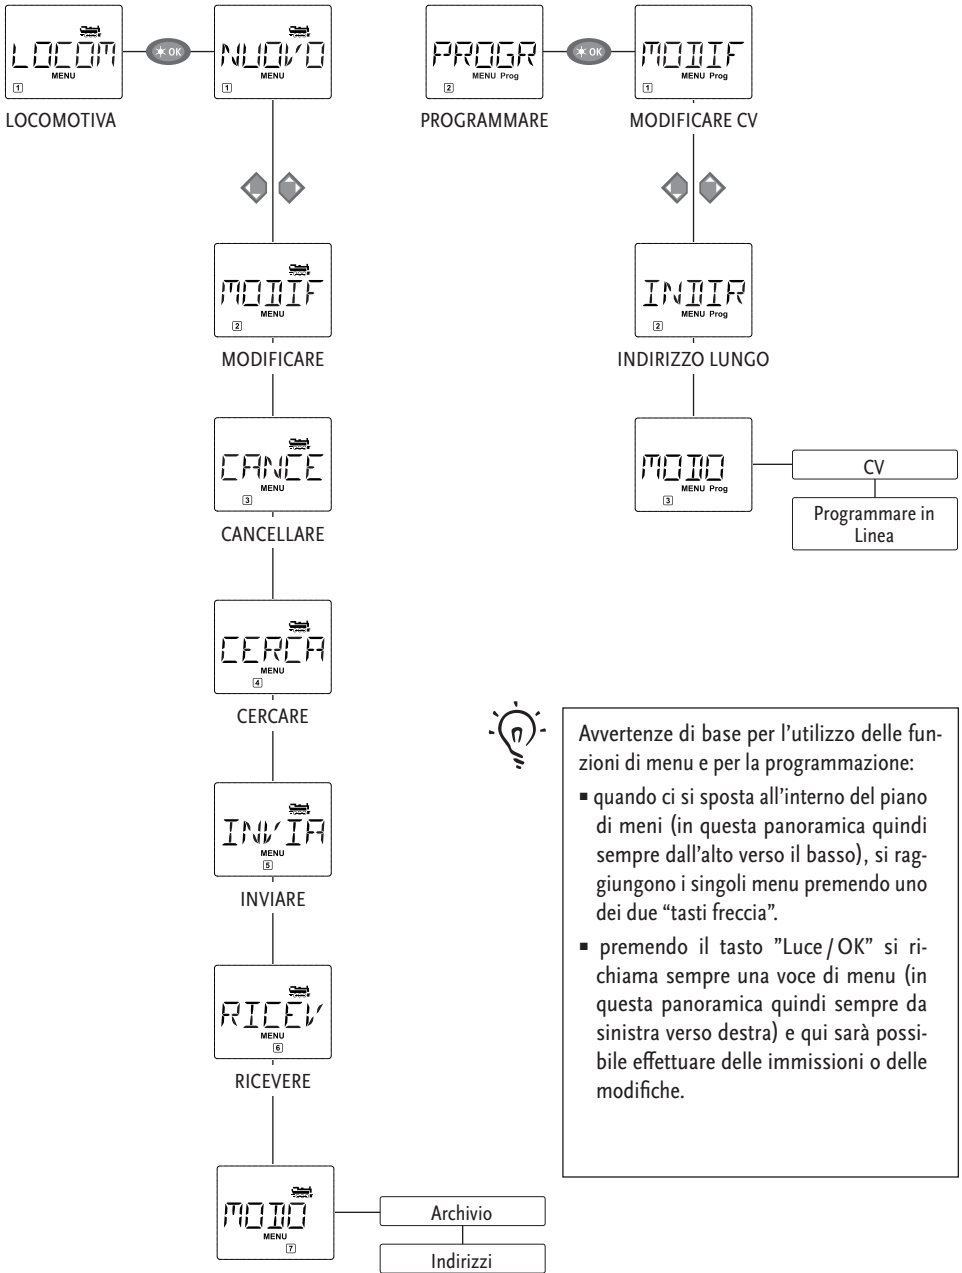 LOCOM
MENU
1
OK
NUOVO
MENU
1
LOCOMOTIVA
MODIF
MENU
2
MODIFICARE
CANCE
MENU
3
CANCELLARE
CERCA
MENU
4
CERCARE
INVIA
MENU
5
INVIARE
RICEV
MENU
6
RICEVERE
MODO
MENU
7
Archivio
Indirizzi
PROGR
MENU Prog
2
OK
MODIF
MENU Prog
1
PROGRAMMARE
MODIFICARE CV
INDIR
MENU Prog
2
INDIRIZZO LUNGO
MODO
MENU Prog
3
CV
Programmare in
Linea
Avvertenze di base per l'utilizzo delle fun-
zioni di menu e per la programmazione:
▪ quando ci si sposta all'interno del piano
di meni (in questa panoramica quindi
sempre dall'alto verso il basso), si rag-
giungono i singoli menu premendo uno
dei due “tasti freccia”.
▪ premendo il tasto ”Luce / OK” si ri-
chiama sempre una voce di menu (in
questa panoramica quindi sempre da
sinistra verso destra) e qui sarà possi-
bile effettuare delle immissioni o delle
modifiche.